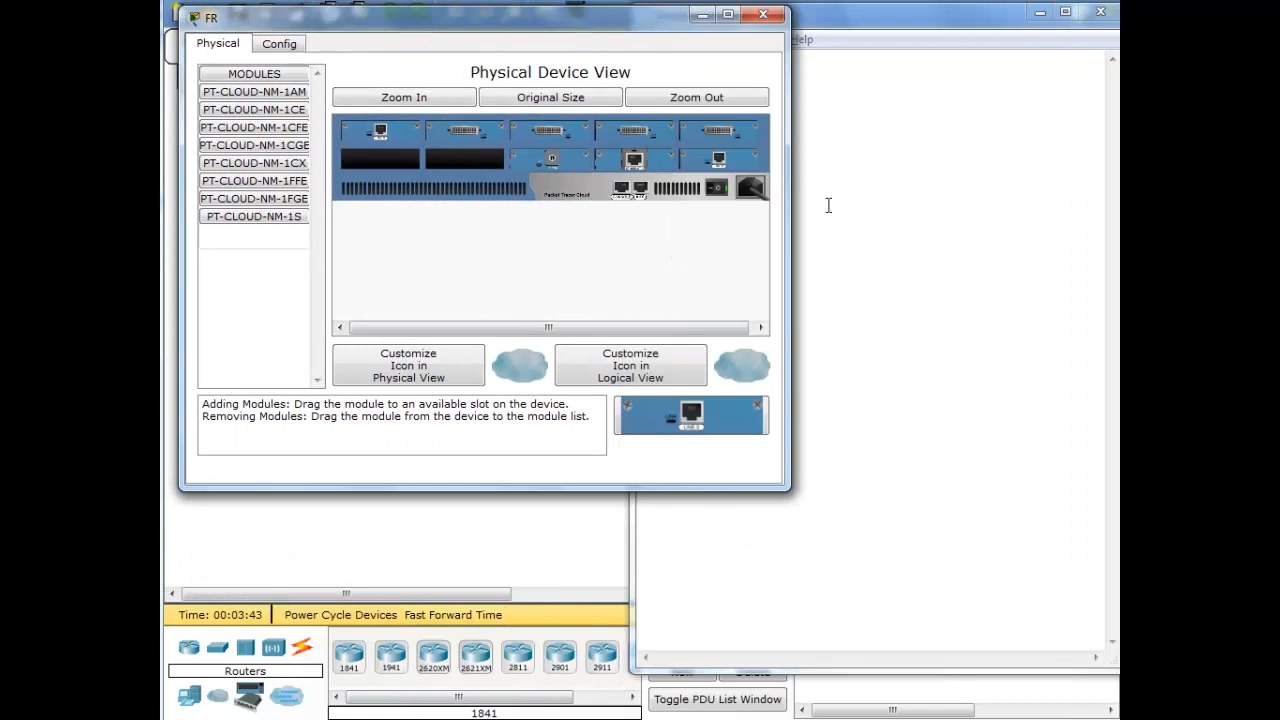 FR
Help
Physical
Config
MODULES
PT-CLOUD-NM-1AM
PT-CLOUD-NM-1CE
PT-CLOUD-NM-1CFE
PT-CLOUD-NM-1CGE
PT-CLOUD-NM-1CX
PT-CLOUD-NM-1FFE
PT-CLOUD-NM-1FGE
PT-CLOUD-NM-1S
Physical Device View
Zoom In
Original Size
Zoom Out
Packet Tracer Cloud
Customize
Icon in
Physical View
Customize
Icon in
Logical View
Adding Modules: Drag the module to an available slot on the device.
Removing Modules: Drag the module from the device to the module list.
Time: 00:03:43
Power Cycle Devices Fast Forward Time
Routers
1841
1941
2620XM
2621XM
2811
2901
2911
1841
Toggle PDU List Window